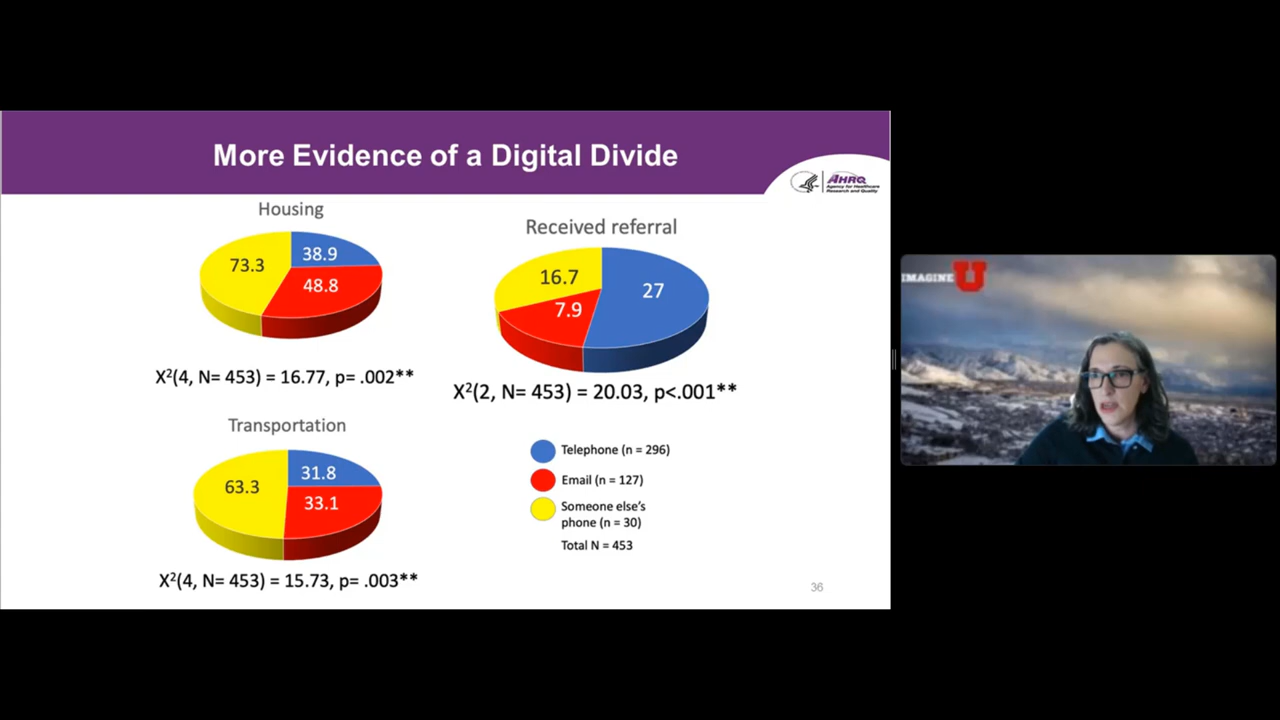 More Evidence of a Digital Divide
AHRQ
Agency for Healthcare
Research and Quality
Housing
73.3
38.9
48.8
X²(4, N= 453) = 16.77, p= .002**
Received referral
16.7
27
7.9
X²(2, N= 453) = 20.03, p<.001**
Transportation
63.3
31.8
33.1
X²(4, N= 453) = 15.73, p= .003**
Telephone (n = 296)
Email (n = 127)
Someone else's
phone (n = 30)
Total N = 453
36
IMAGINE U